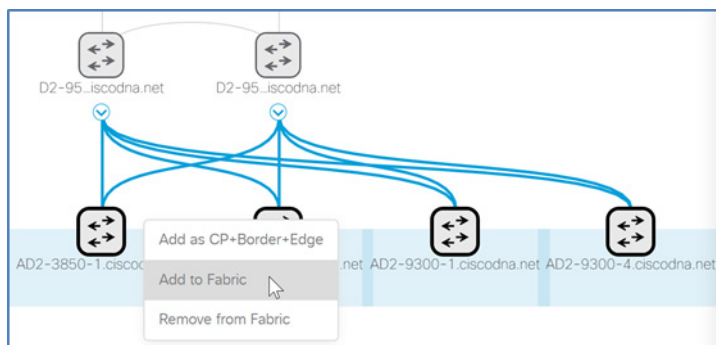 D2-95...iscodna.net D2-95...iscodna.net
AD2-3850-1.cisco
.net
AD2-9300-1.ciscodna.net
AD2-9300-4.ciscodna.net
Add as CP+Border+Edge
Add to Fabric
Remove from Fabric